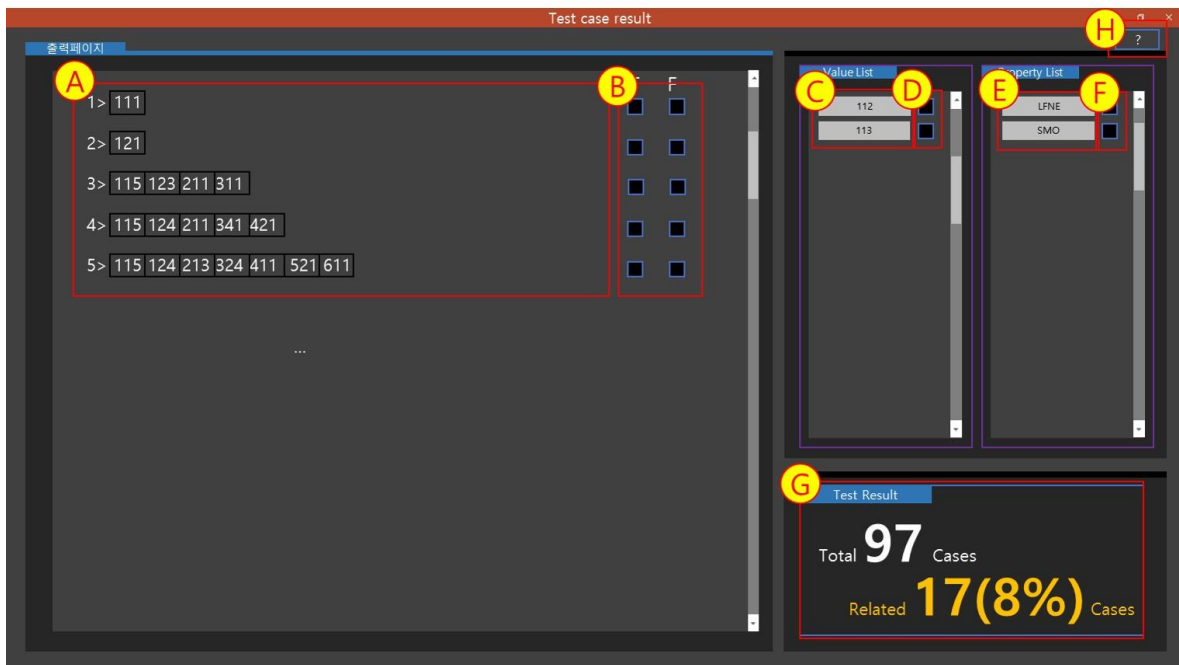 Test case result
H
?
출력페이지
A
B
F
1> 111
2> 121
3> 115 123 211 311
4> 115 124 211 341 421
5> 115 124 213 324 411 521 611
...
Value List
C
D
112
113
Property List
E
F
LFNE
SMO
G
Test Result
Total 97 Cases
Related 17(8%) Cases